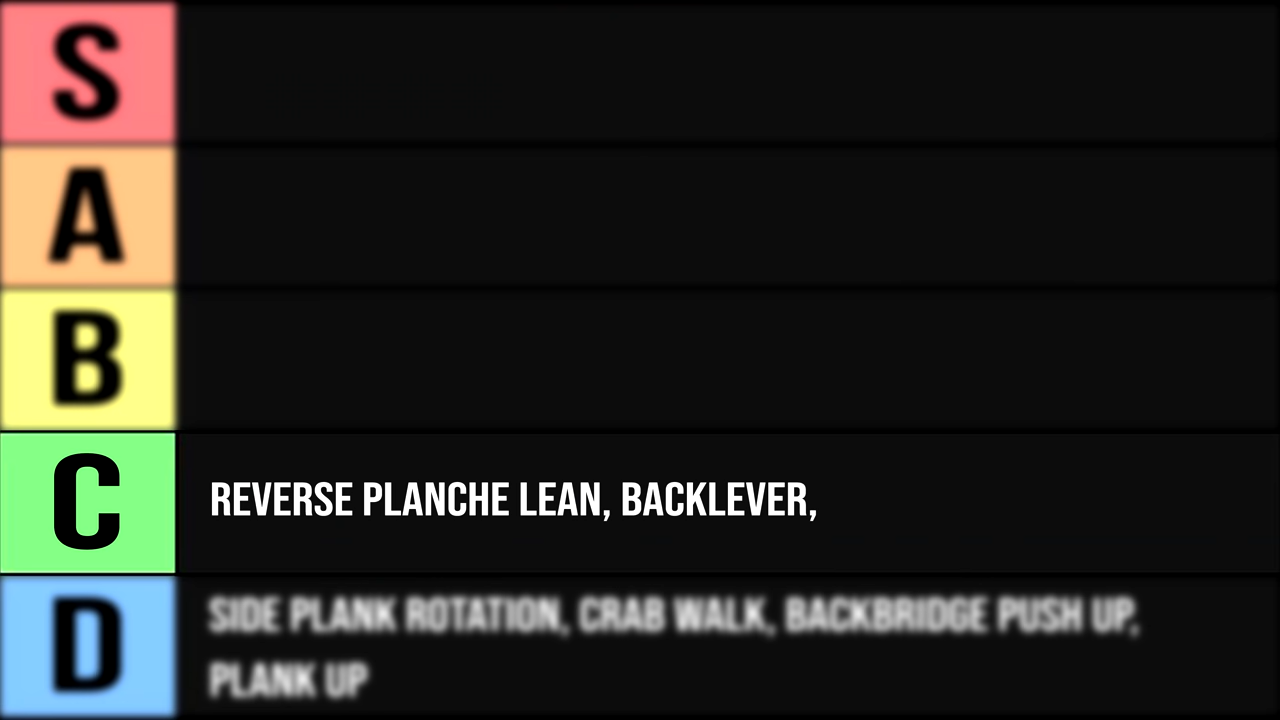 S
A
B
C
REVERSE PLANCHE LEAN, BACKLEVER,
D
SIDE PLANK ROTATION, CRAB WALK, BACKBRIDGE PUSH UP,
PLANK UP